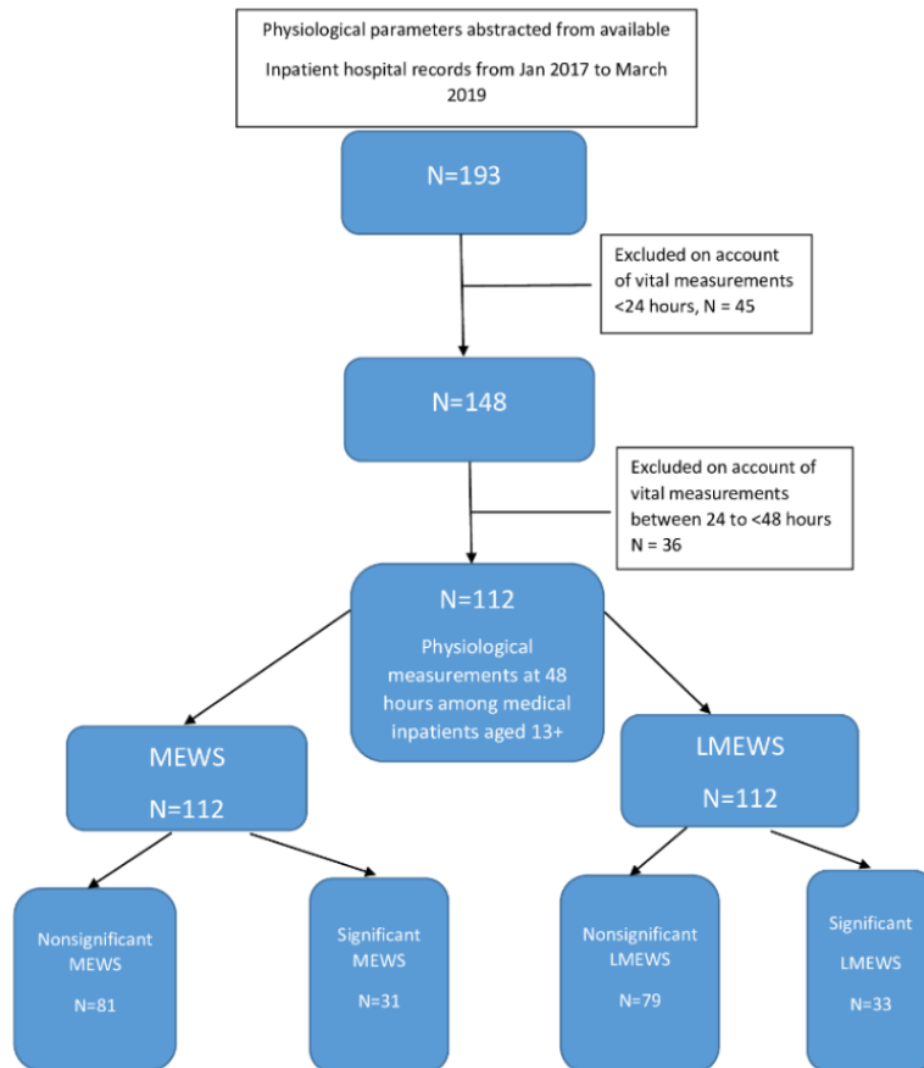 Physiological parameters abstracted from available
Inpatient hospital records from Jan 2017 to March
2019
N=193
Excluded on account
of vital measurements
<24 hours, N = 45
N=148
Excluded on account of
vital measurements
between 24 to <48 hours
N = 36
N=112
Physiological
measurements at 48
hours among medical
inpatients aged 13+
MEWS
N=112
LMEWS
N=112
Nonsignificant
MEWS
N=81
Significant
MEWS
N=31
Nonsignificant
LMEWS
N=79
Significant
LMEWS
N=33